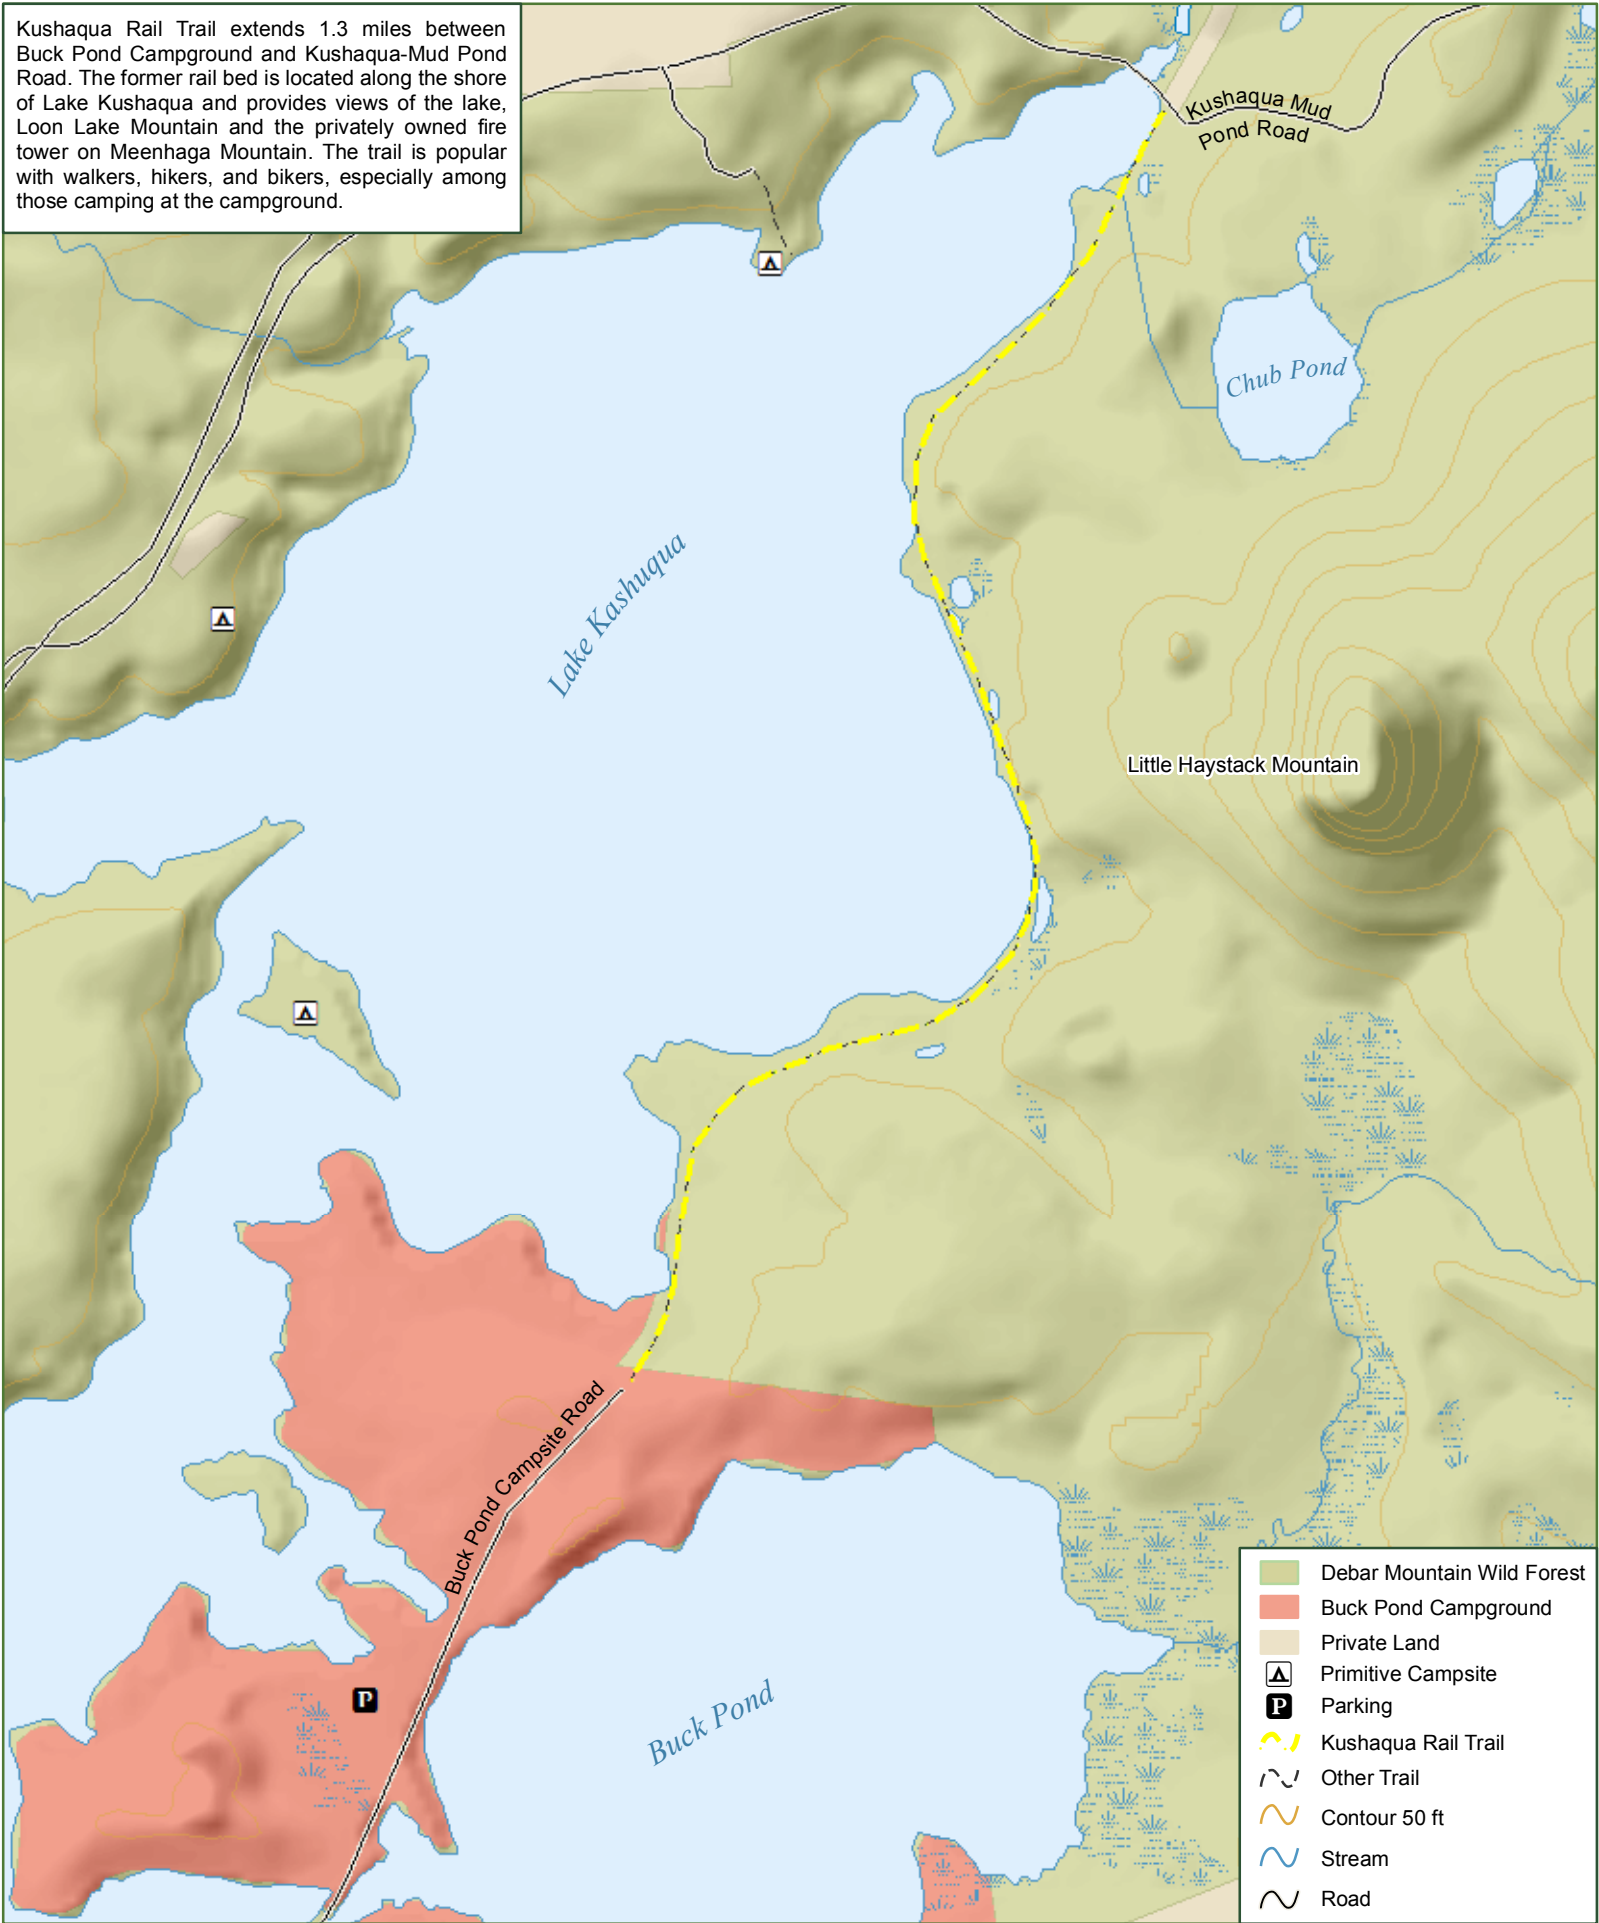 Kushaqua Rail Trail extends 1.3 miles between
Buck Pond Campground and Kushaqua-Mud Pond
Road. The former rail bed is located along the shore
of Lake Kushaqua and provides views of the lake,
Loon Lake Mountain and the privately owned fire
tower on Meenhaga Mountain. The trail is popular
with walkers, hikers, and bikers, especially among
those camping at the campground.
Kushaqua Mud
Pond Road
Chub Pond
Lake Kashuqua
Little Haystack Mountain
Buck Pond Campsite Road
P
Buck Pond
Debar Mountain Wild Forest
Buck Pond Campground
Private Land
Primitive Campsite
P Parking
Kushaqua Rail Trail
Other Trail
Contour 50 ft
Stream
Road